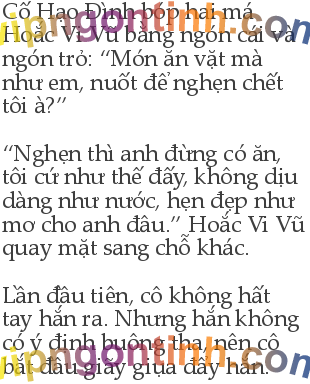 Cố Hạo Đình bóp hai má
Hoắc Vi Vũ bằng ngón cái và
ngón trỏ: “Món ăn vặt mà
như em, nuốt để nghẹn chết
tôi à?”
“Nghẹn thì anh đừng có ăn,
tôi cứ như thế đấy, không dịu
dàng như nước, hẹn đẹp như
mơ cho anh đâu.” Hoắc Vi Vũ
quay mặt sang chỗ khác.
Lần đầu tiên, cô không hất
tay hắn ra. Nhưng hắn không
có ý định buông tha, nên cô
bắt đầu giãy giụa đẩy hắn.
vipngontinh.com
vipngontinh.com